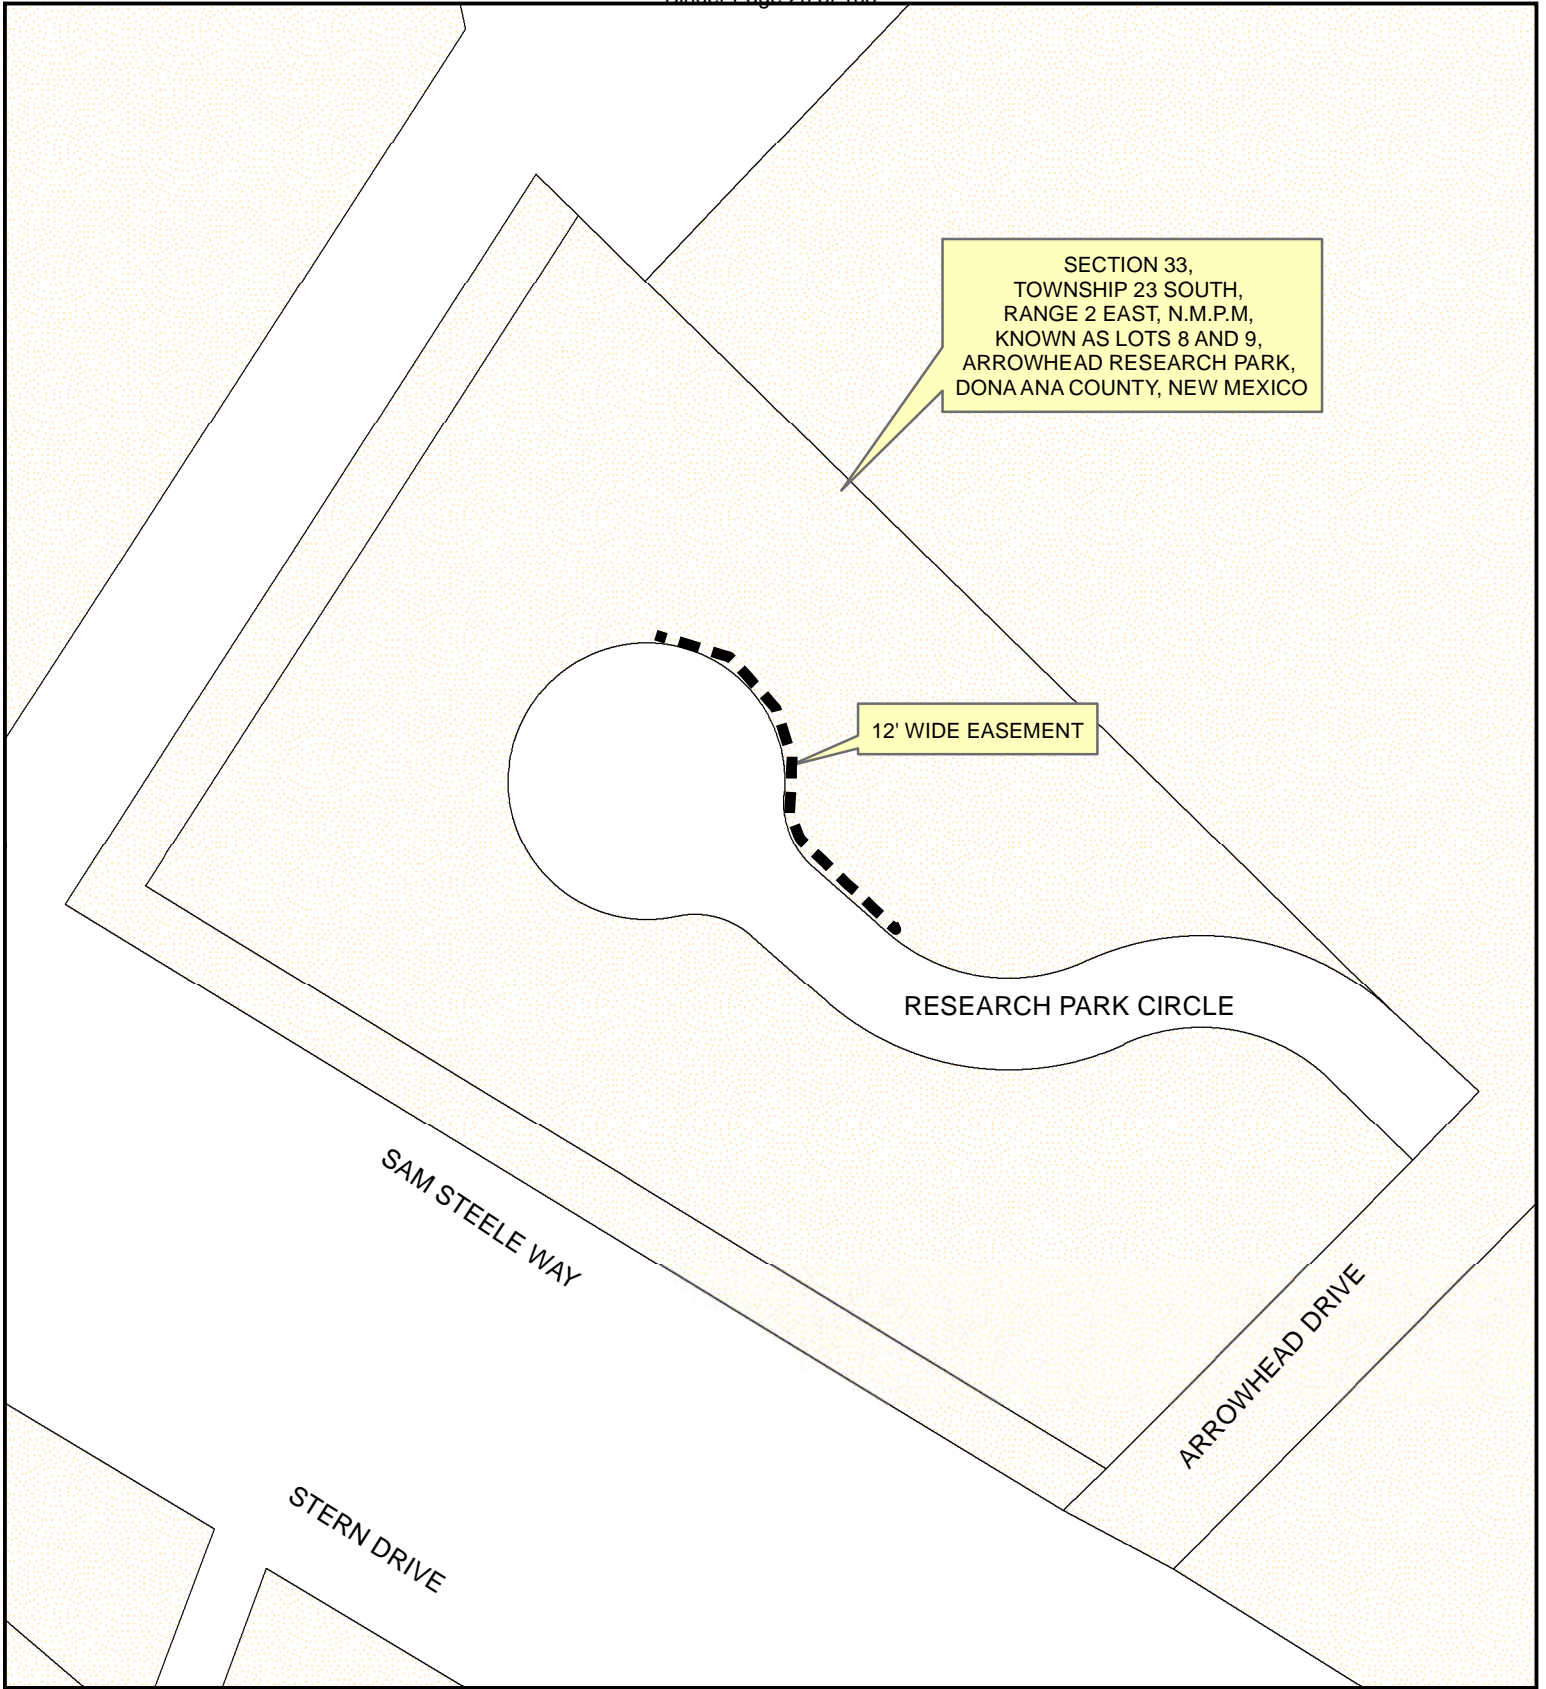 SECTION 33,
TOWNSHIP 23 SOUTH,
RANGE 2 EAST, N.M.P.M,
KNOWN AS LOTS 8 AND 9,
ARROWHEAD RESEARCH PARK,
DONA ANA COUNTY, NEW MEXICO
12' WIDE EASEMENT
RESEARCH PARK CIRCLE
SAM STEELE WAY
ARROWHEAD DRIVE
STERN DRIVE